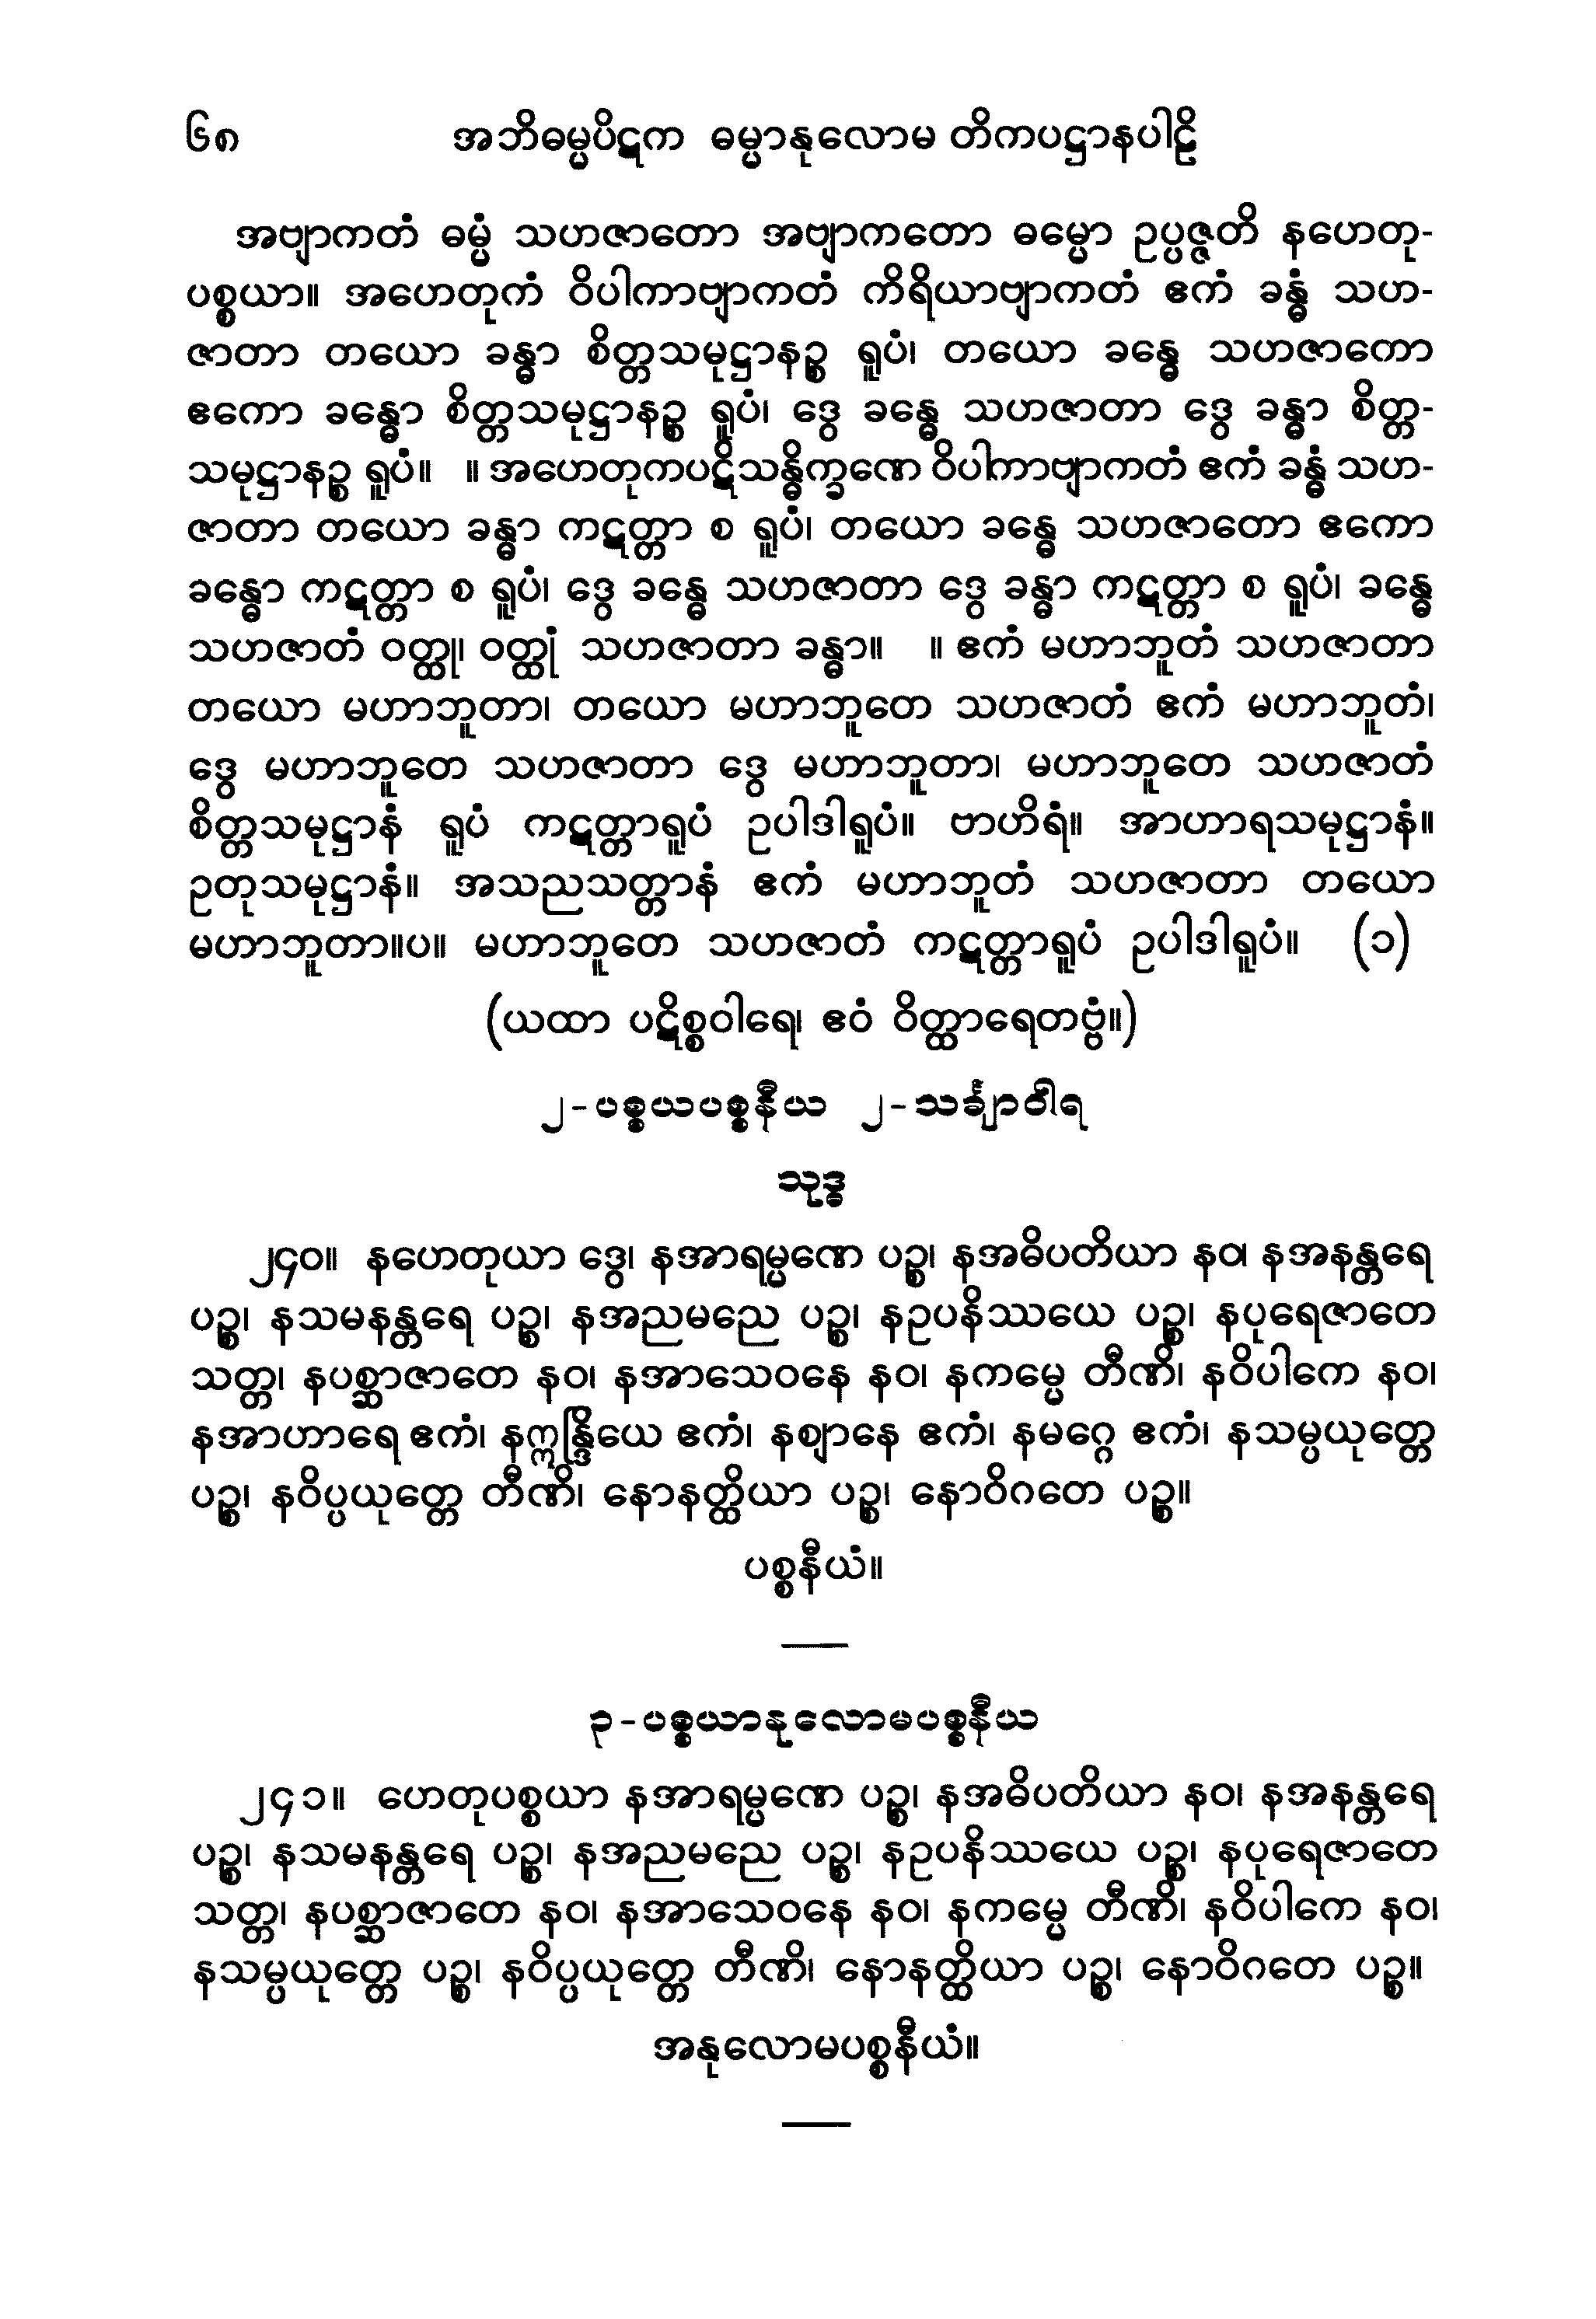 ၆၈ အဘိဓမ္မပိဋက ဓမ္မာနုလောမ တိကပဋ္ဌာနပါဠိ
အဗျာကတံ ဓမ္မံ သဟဇာတော အဗျာကတော ဓမ္မော ဥပ္ပဇ္ဇတိ နဟေတု-
ပစ္စယာ။ အဟေတုကံ ဝိပါကာဗျာကတံ ကိရိယာဗျာကတံ ဧကံ ခန္ဓံ သဟ-
ဇာတာ တယော ခန္ဓာ စိတ္တသမုဋ္ဌာနဉ္စ ရူပံ၊ တယော ခန္ဓေ သဟဇာကော
ဧကော ခန္ဓော စိတ္တသမုဋ္ဌာနဉ္စ ရူပံ၊ ဒွေ ခန္ဓေ သဟဇာတာ ဒွေ ခန္ဓာ စိတ္တ-
သမုဋ္ဌာနဉ္စ ရူပံ။ ။ အဟေတုကပဋိသန္ဓိက္ခဏေ ဝိပါကာဗျာကတံ ဧကံ ခန္ဓံ သဟ-
ဇာတာ တယော ခန္ဓာ ကဋတ္တာ စ ရူပံ၊ တယော ခန္ဓေ သဟဇာတော ဧကော
ခန္ဓော ကဋတ္တာ စ ရူပံ၊ ဒွေ ခန္ဓေ သဟဇာတာ ဒွေ ခန္ဓာ ကဋတ္တာ စ ရူပံ၊ ခန္ဓေ
သဟဇာတံ ဝတ္ထု၊ ဝတ္ထုံ သဟဇာတာ ခန္ဓာ။ ။ ဧကံ မဟာဘူတံ သဟဇာတာ
တယော မဟာဘူတာ၊ တယော မဟာဘူတေ သဟဇာတံ ဧကံ မဟာဘူတံ၊
ဒွေ မဟာဘူတေ သဟဇာတာ ဒွေ မဟာဘူတာ၊ မဟာဘူတေ သဟဇာတံ
စိတ္တသမုဋ္ဌာနံ ရူပံ ကဋတ္တာရူပံ ဥပါဒါရူပံ။ ဗာဟိရံ။ အာဟာရသမုဋ္ဌာနံ။
ဥတုသမုဋ္ဌာနံ။ အသညသတ္တာနံ ဧကံ မဟာဘူတံ သဟဇာတာ တယော
မဟာဘူတာ။ပ။ မဟာဘူတေ သဟဇာတံ ကဋတ္တာရူပံ ဥပါဒါရူပံ။ (၁)
(ယထာ ပဋိစ္စဝါရေ၊ ဧဝံ ဝိတ္ထာရေတဗ္ဗံ။)
၂-ပစ္စယပစ္စနီယ ၂-သင်္ချာဝါရ
သုဒ္ဓ
၂၄၀။ နဟေတုယာ ဒွေ၊ နအာရမ္မဏေ ပဉ္စ၊ နအဓိပတိယာ နဝ၊ နအနန္တရေ
ပဉ္စ၊ နသမနန္တရေ ပဉ္စ၊ နအညမညေ ပဉ္စ၊ နဥပနိဿယေ ပဉ္စ၊ နပုရေဇာတေ
သတ္တ၊ နပစ္ဆာဇာတေ နဝ၊ နအာသေဝနေ နဝ၊ နကမ္မေ တီဏိ၊ နဝိပါကေ နဝ၊
နအာဟာရေ ဧကံ၊ နဣန္ဒြိယေ ဧကံ၊ နဈာနေ ဧကံ၊ နမဂ္ဂေ ဧကံ၊ နသမ္ပယုတ္တေ
ပဉ္စ၊ နဝိပ္ပယုတ္တေ တီဏိ၊ နောနတ္ထိယာ ပဉ္စ၊ နောဝိဂတေ ပဉ္စ။
ပစ္စနီယံ။
၃-ပစ္စယာနုလောမပစ္စနီယ
၂၄၁။ ဟေတုပစ္စယာ နအာရမ္မဏေ ပဉ္စ၊ နအဓိပတိယာ နဝ၊ နအနန္တရေ
ပဉ္စ၊ နသမနန္တရေ ပဉ္စ၊ နအညမညေ ပဉ္စ၊ နဥပနိဿယေ ပဉ္စ၊ နပုရေဇာတေ
သတ္တ၊ နပစ္ဆာဇာတေ နဝ၊ နအာသေဝနေ နဝ၊ နကမ္မေ တီဏိ၊ နဝိပါကေ နဝ၊
နသမ္ပယုတ္တေ ပဉ္စ၊ နဝိပ္ပယုတ္တေ တီဏိ၊ နောနတ္ထိယာ ပဉ္စ၊ နောဝိဂတေ ပဉ္စ။
အနုလောမပစ္စနီယံ။